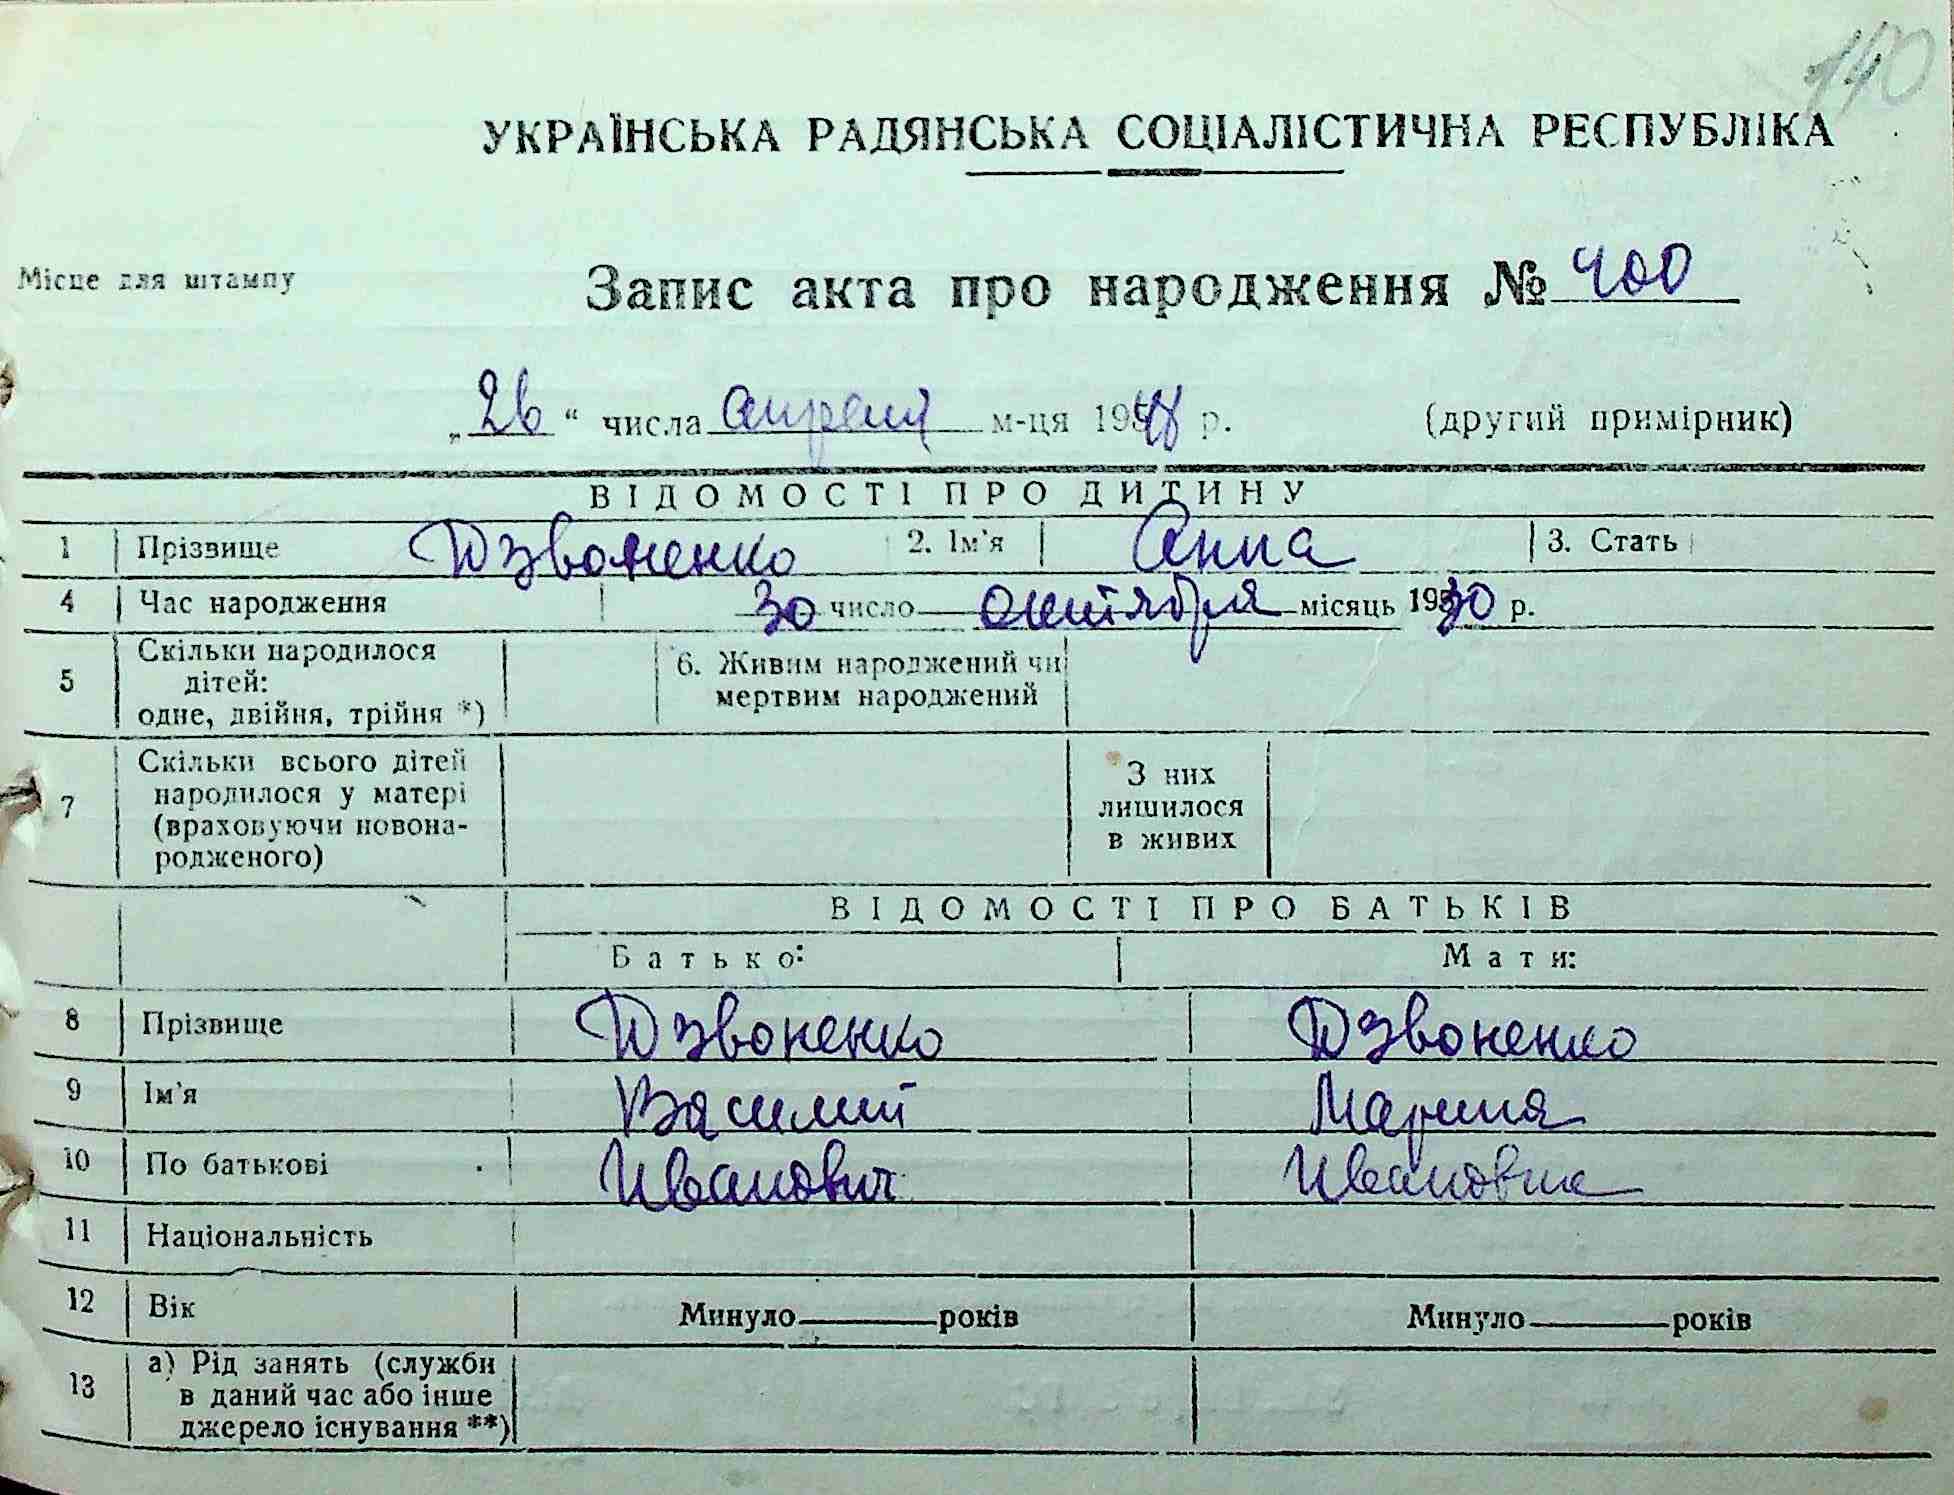 140
УКРАЇНСЬКА РАДЯНСЬКА СОЦІАЛІСТИЧНА РЕСПУБЛІКА
Місце для штампу
Запис акта про народження № 400
„26“ числа апреля м-ця 1948 р. (другий примірник)
ВІДОМОСТІ ПРО ДИТИНУ
1 Прізвище Дзвоненко 2. Ім'я Анна 3. Стать
4 Час народження 30 число октября місяць 1930 р.
5 Скільки народилося дітей: одне, двійня, трійня *) 6. Живим народжений чи мертвим народжений
7 Скільки всього дітей народилося у матері (враховуючи новонародженого) З них лишилося в живих
ВІДОМОСТІ ПРО БАТЬКІВ
Батько: Мати:
8 Прізвище Дзвоненко Дзвоненко
9 Ім'я Василий Марина
10 По батькові Иванович Ивановна
11 Національність
12 Вік Минуло років Минуло років
13 а) Рід занять (служби в даний час або інше джерело існування **)